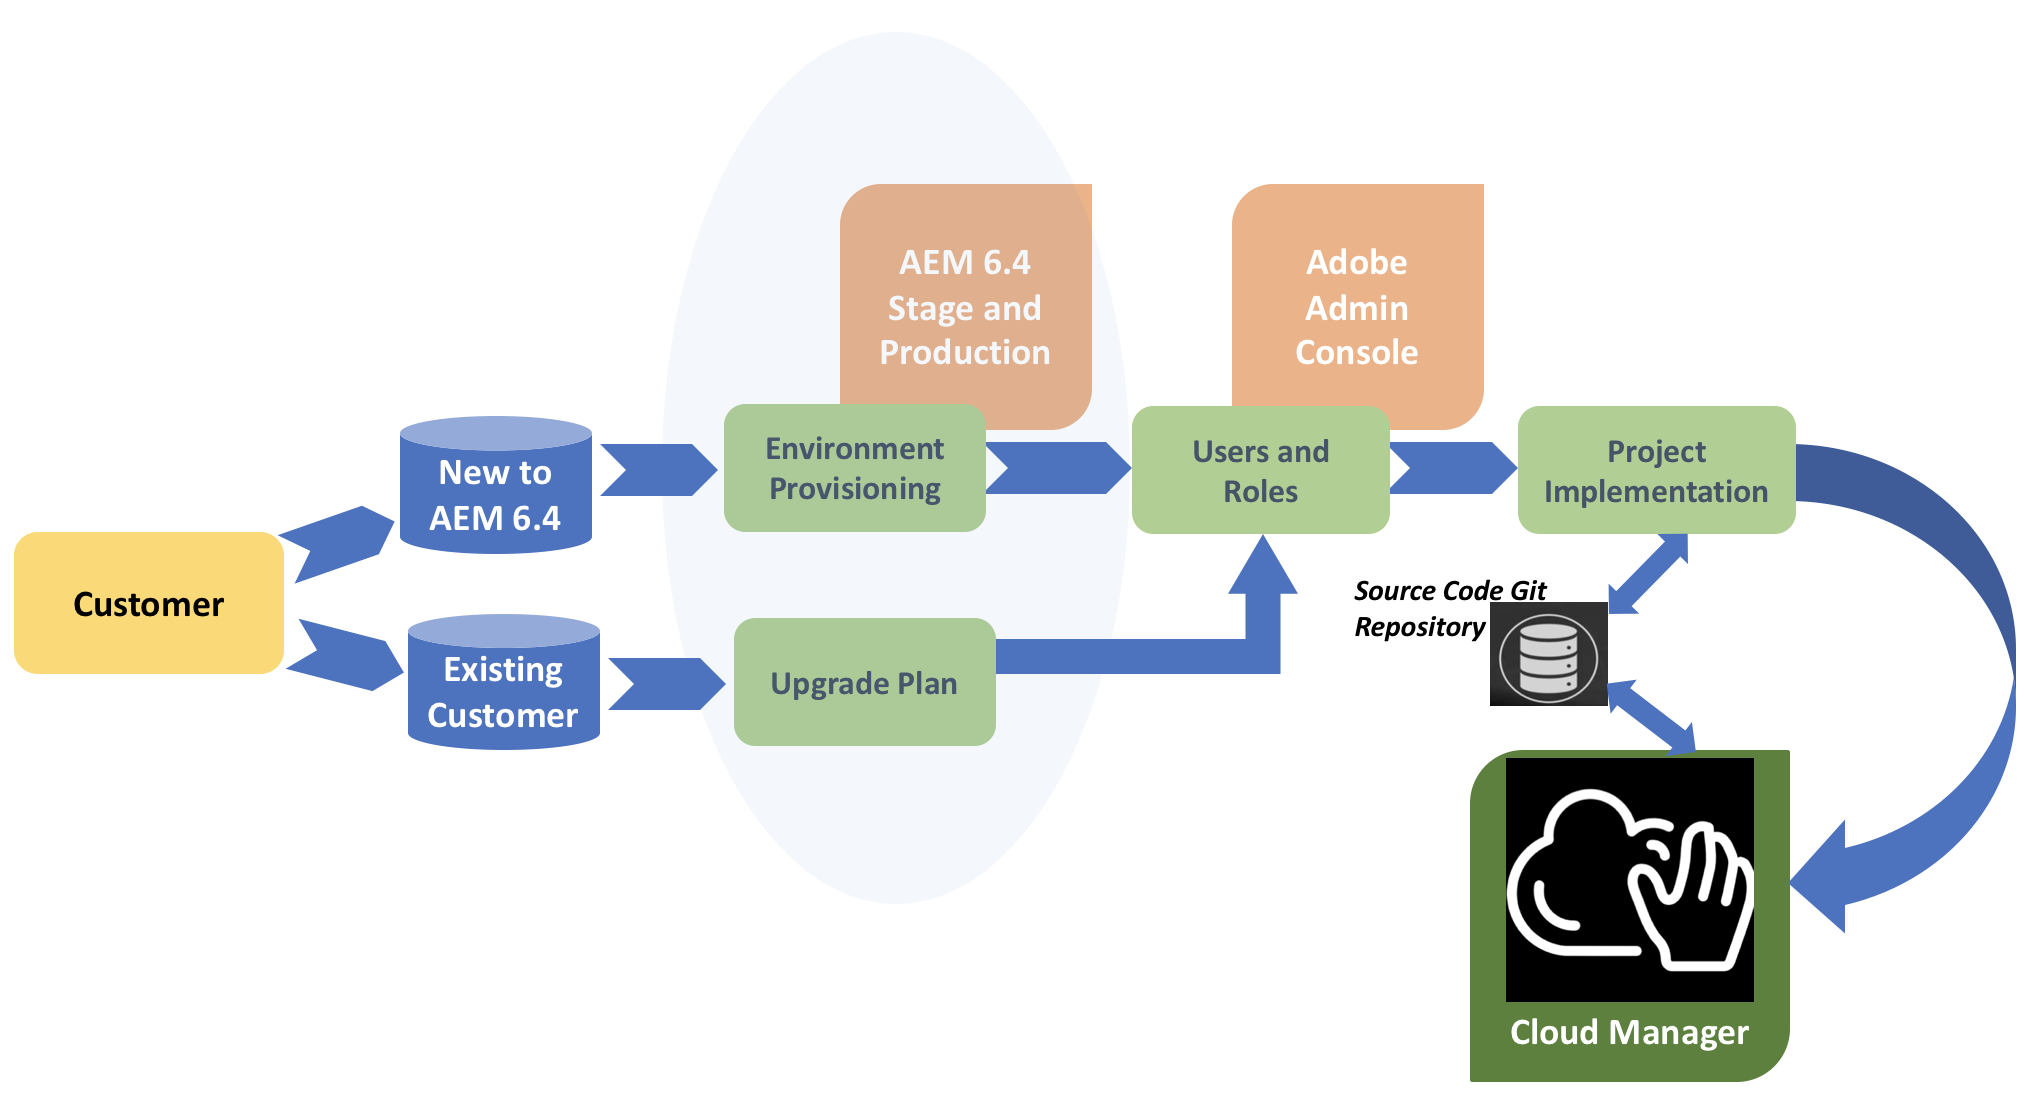 AEM 6.4
Stage and
Production
Adobe
Admin
Console
New to
AEM 6.4
Environment
Provisioning
Users and
Roles
Project
Implementation
Customer
Source Code Git
Repository
Existing
Customer
Upgrade Plan
Cloud Manager